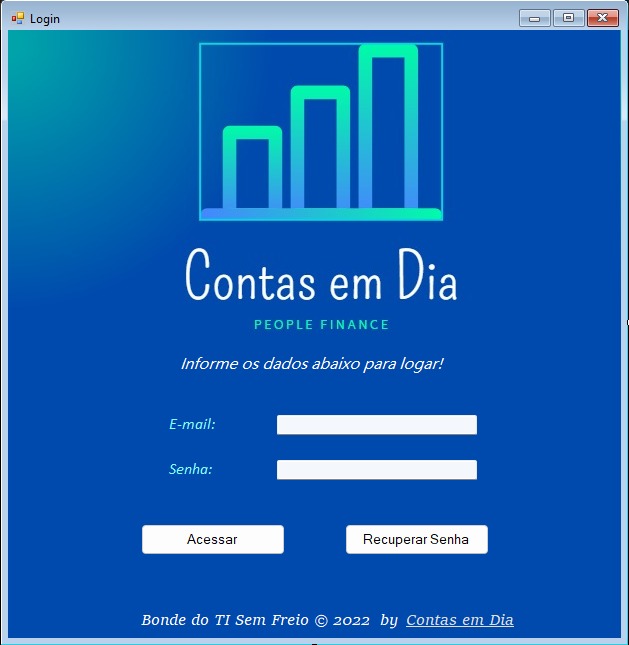 Login
Contas em Dia
PEOPLE FINANCE
Informe os dados abaixo para logar!
E-mail:
Senha:
Acessar Recuperar Senha
Bonde do TI Sem Freio © 2022 by Contas em Dia